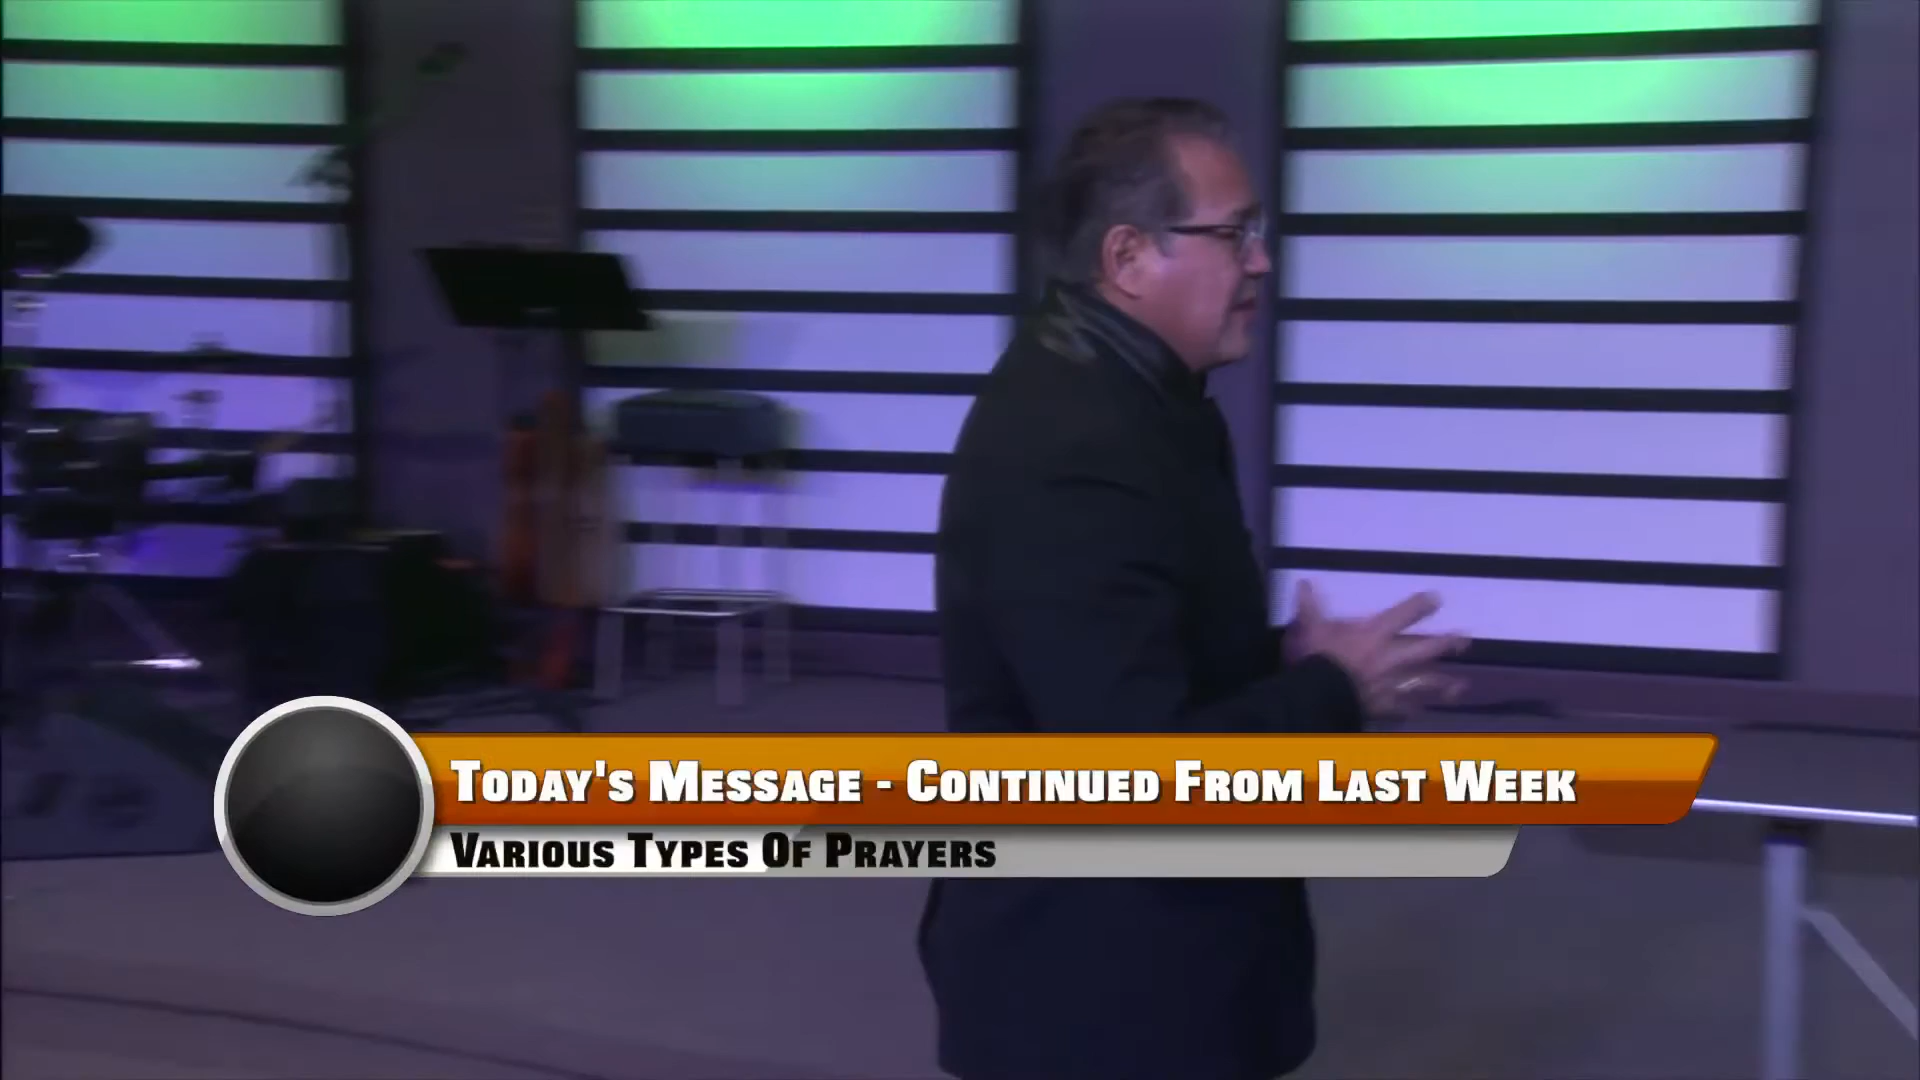 Today's Message - Continued From Last Week
Various Types Of Prayers